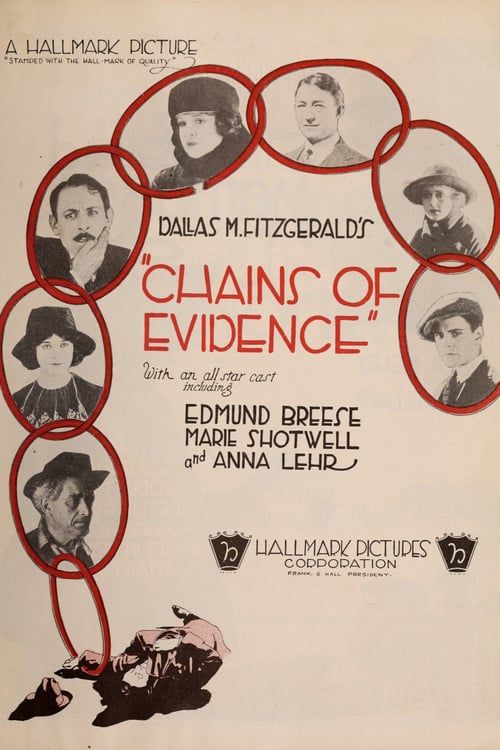 A HALLMARK PICTURE
"STAMPED WITH THE HALL-MARK OF QUALITY"
DALLAS M. FITZGERALD'S
"CHAINS OF
EVIDENCE"
With an all star cast
including
EDMUND BREESE
MARIE SHOTWELL
and ANNA LEHR
HALLMARK PICTURES
CORPORATION
FRANK G HALL PRESIDENT.